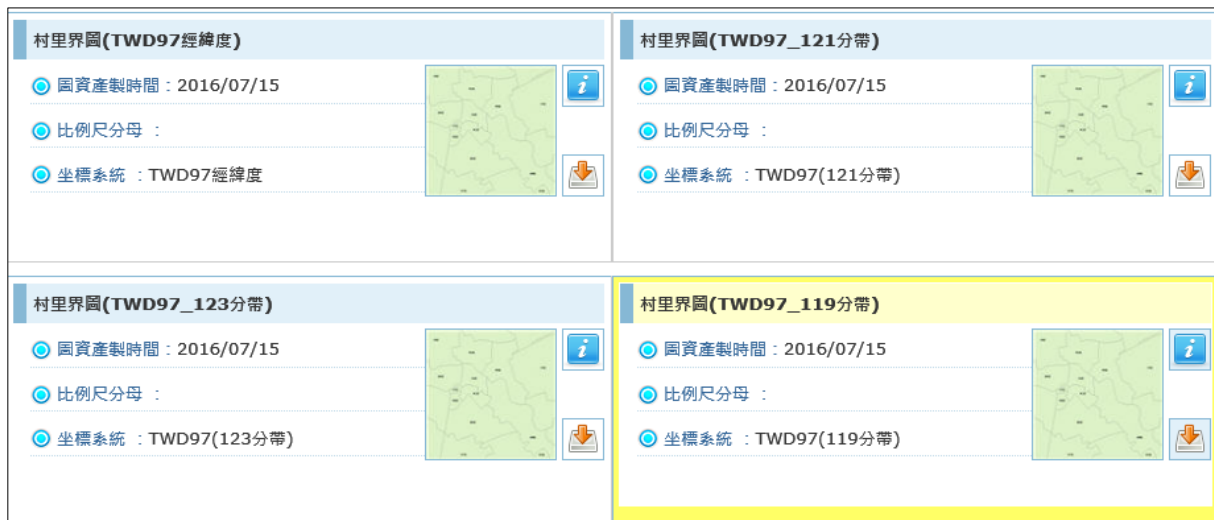 村里界圖(TWD97經緯度)
圖資產製時間：2016/07/15
比例尺分母 ：
坐標系統 ：TWD97經緯度
村里界圖(TWD97_121分帶)
圖資產製時間：2016/07/15
比例尺分母 ：
坐標系統 ：TWD97(121分帶)
村里界圖(TWD97_123分帶)
圖資產製時間：2016/07/15
比例尺分母 ：
坐標系統 ：TWD97(123分帶)
村里界圖(TWD97_119分帶)
圖資產製時間：2016/07/15
比例尺分母 ：
坐標系統 ：TWD97(119分帶)